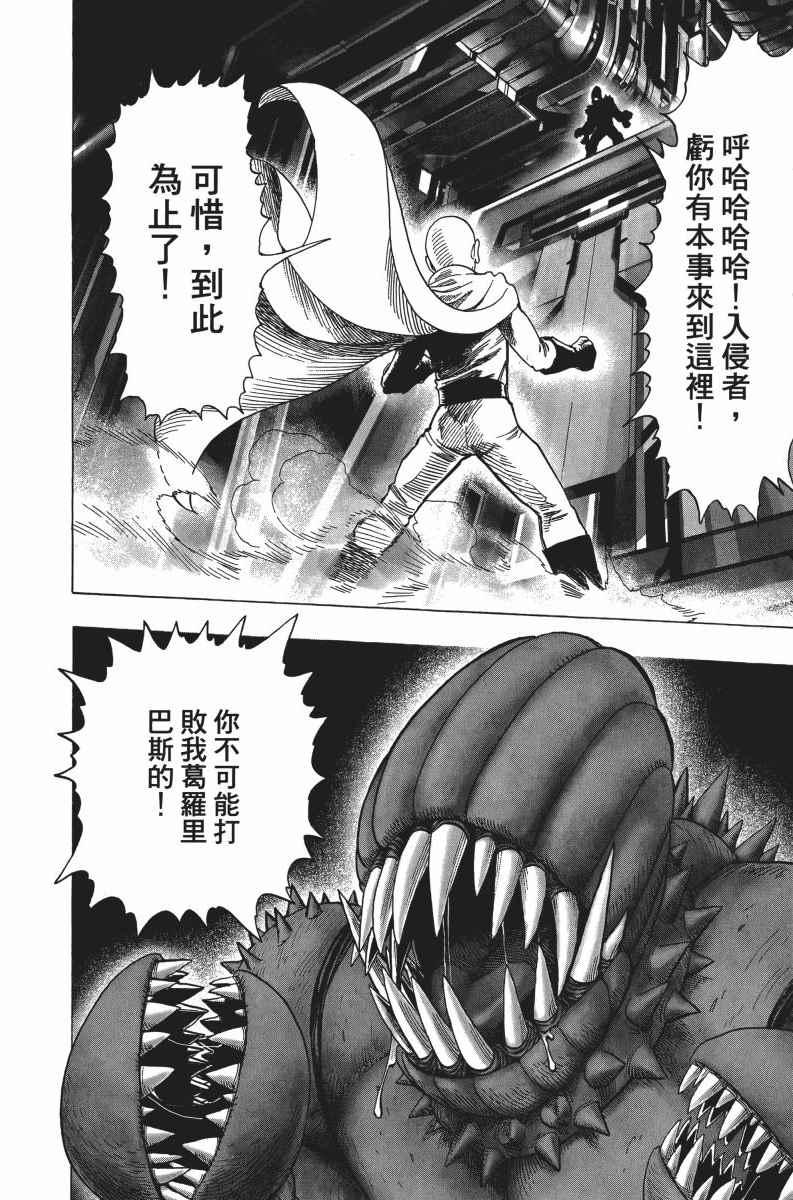 呼哈哈哈哈！入侵者，
虧你有本事來到這裡！
可惜，到此
為止了！
你不可能打
敗我葛羅里
巴斯的！